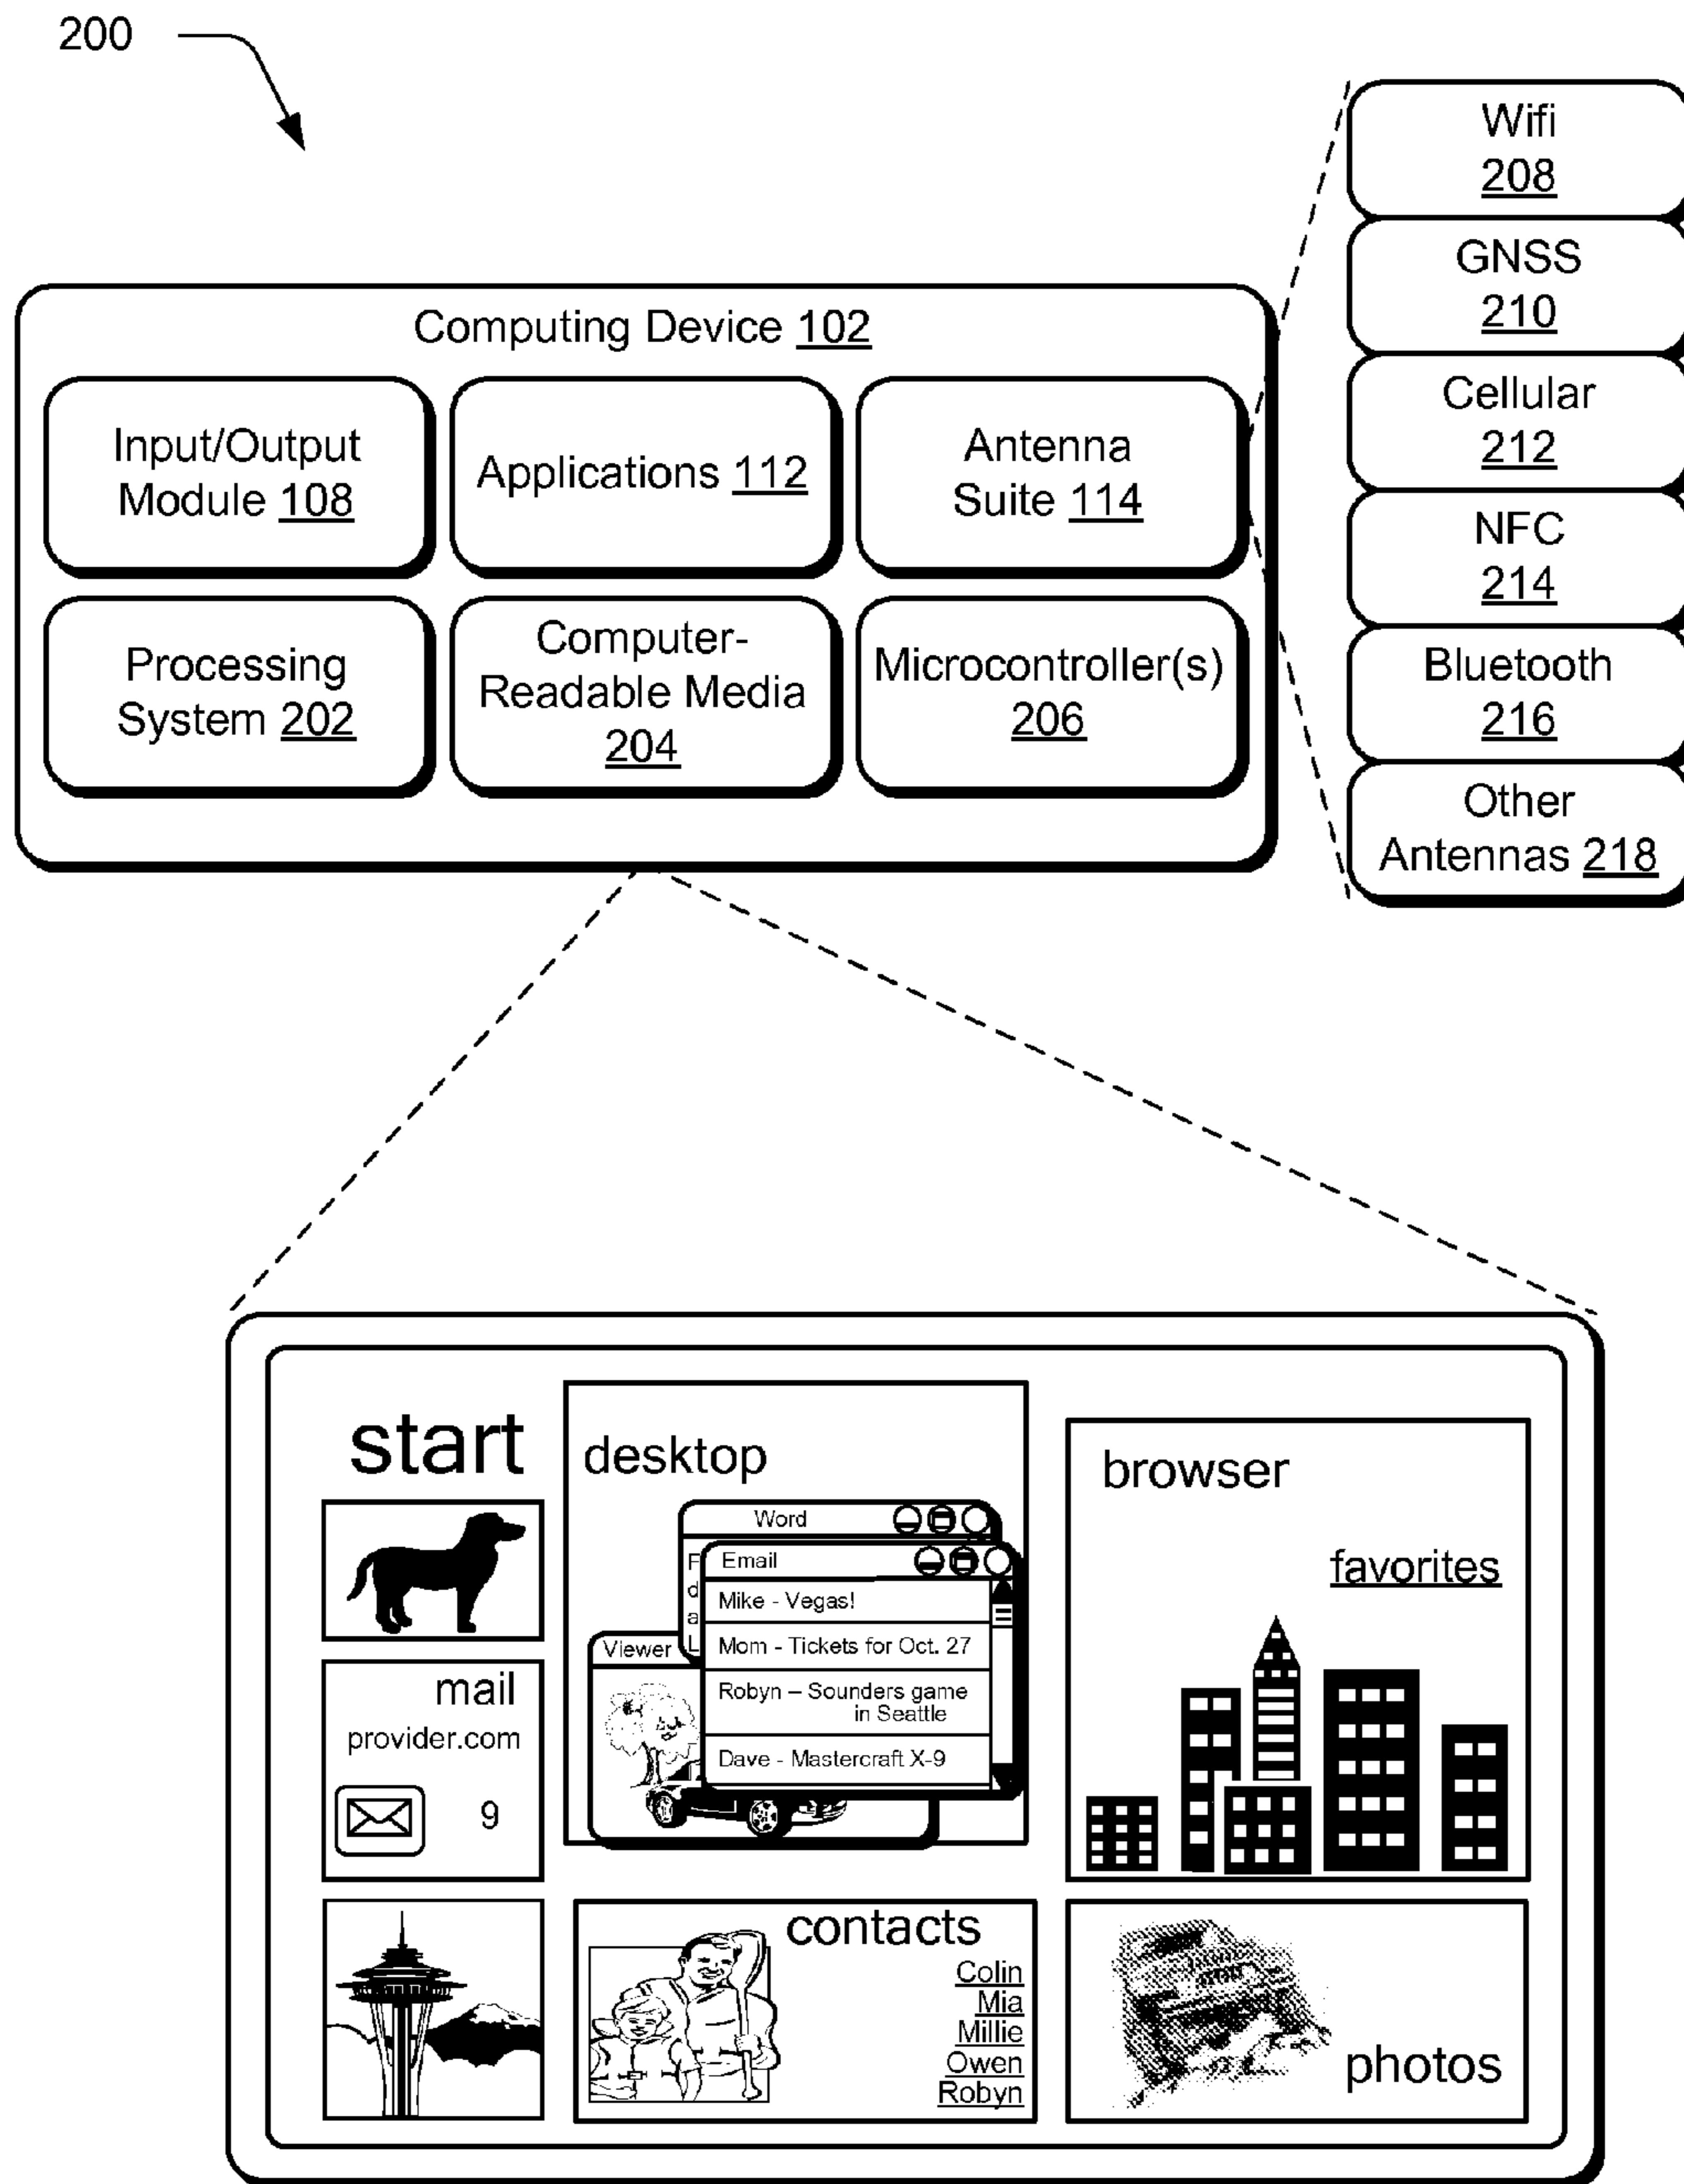 200
Wifi
208
GNSS
210
Cellular
212
NFC
214
Bluetooth
216
Other
Antennas 218
Computing Device 102
Input/Output
Module 108
Applications 112
Antenna
Suite 114
Processing
System 202
Computer-
Readable Media
204
Microcontroller(s)
206
start
desktop
Word
F
d
a
L
Email
Mike - Vegas!
Mom - Tickets for Oct. 27
Robyn – Sounders game
in Seattle
Dave - Mastercraft X-9
Viewer
browser
favorites
mail
provider.com
9
contacts
Colin
Mia
Millie
Owen
Robyn
photos